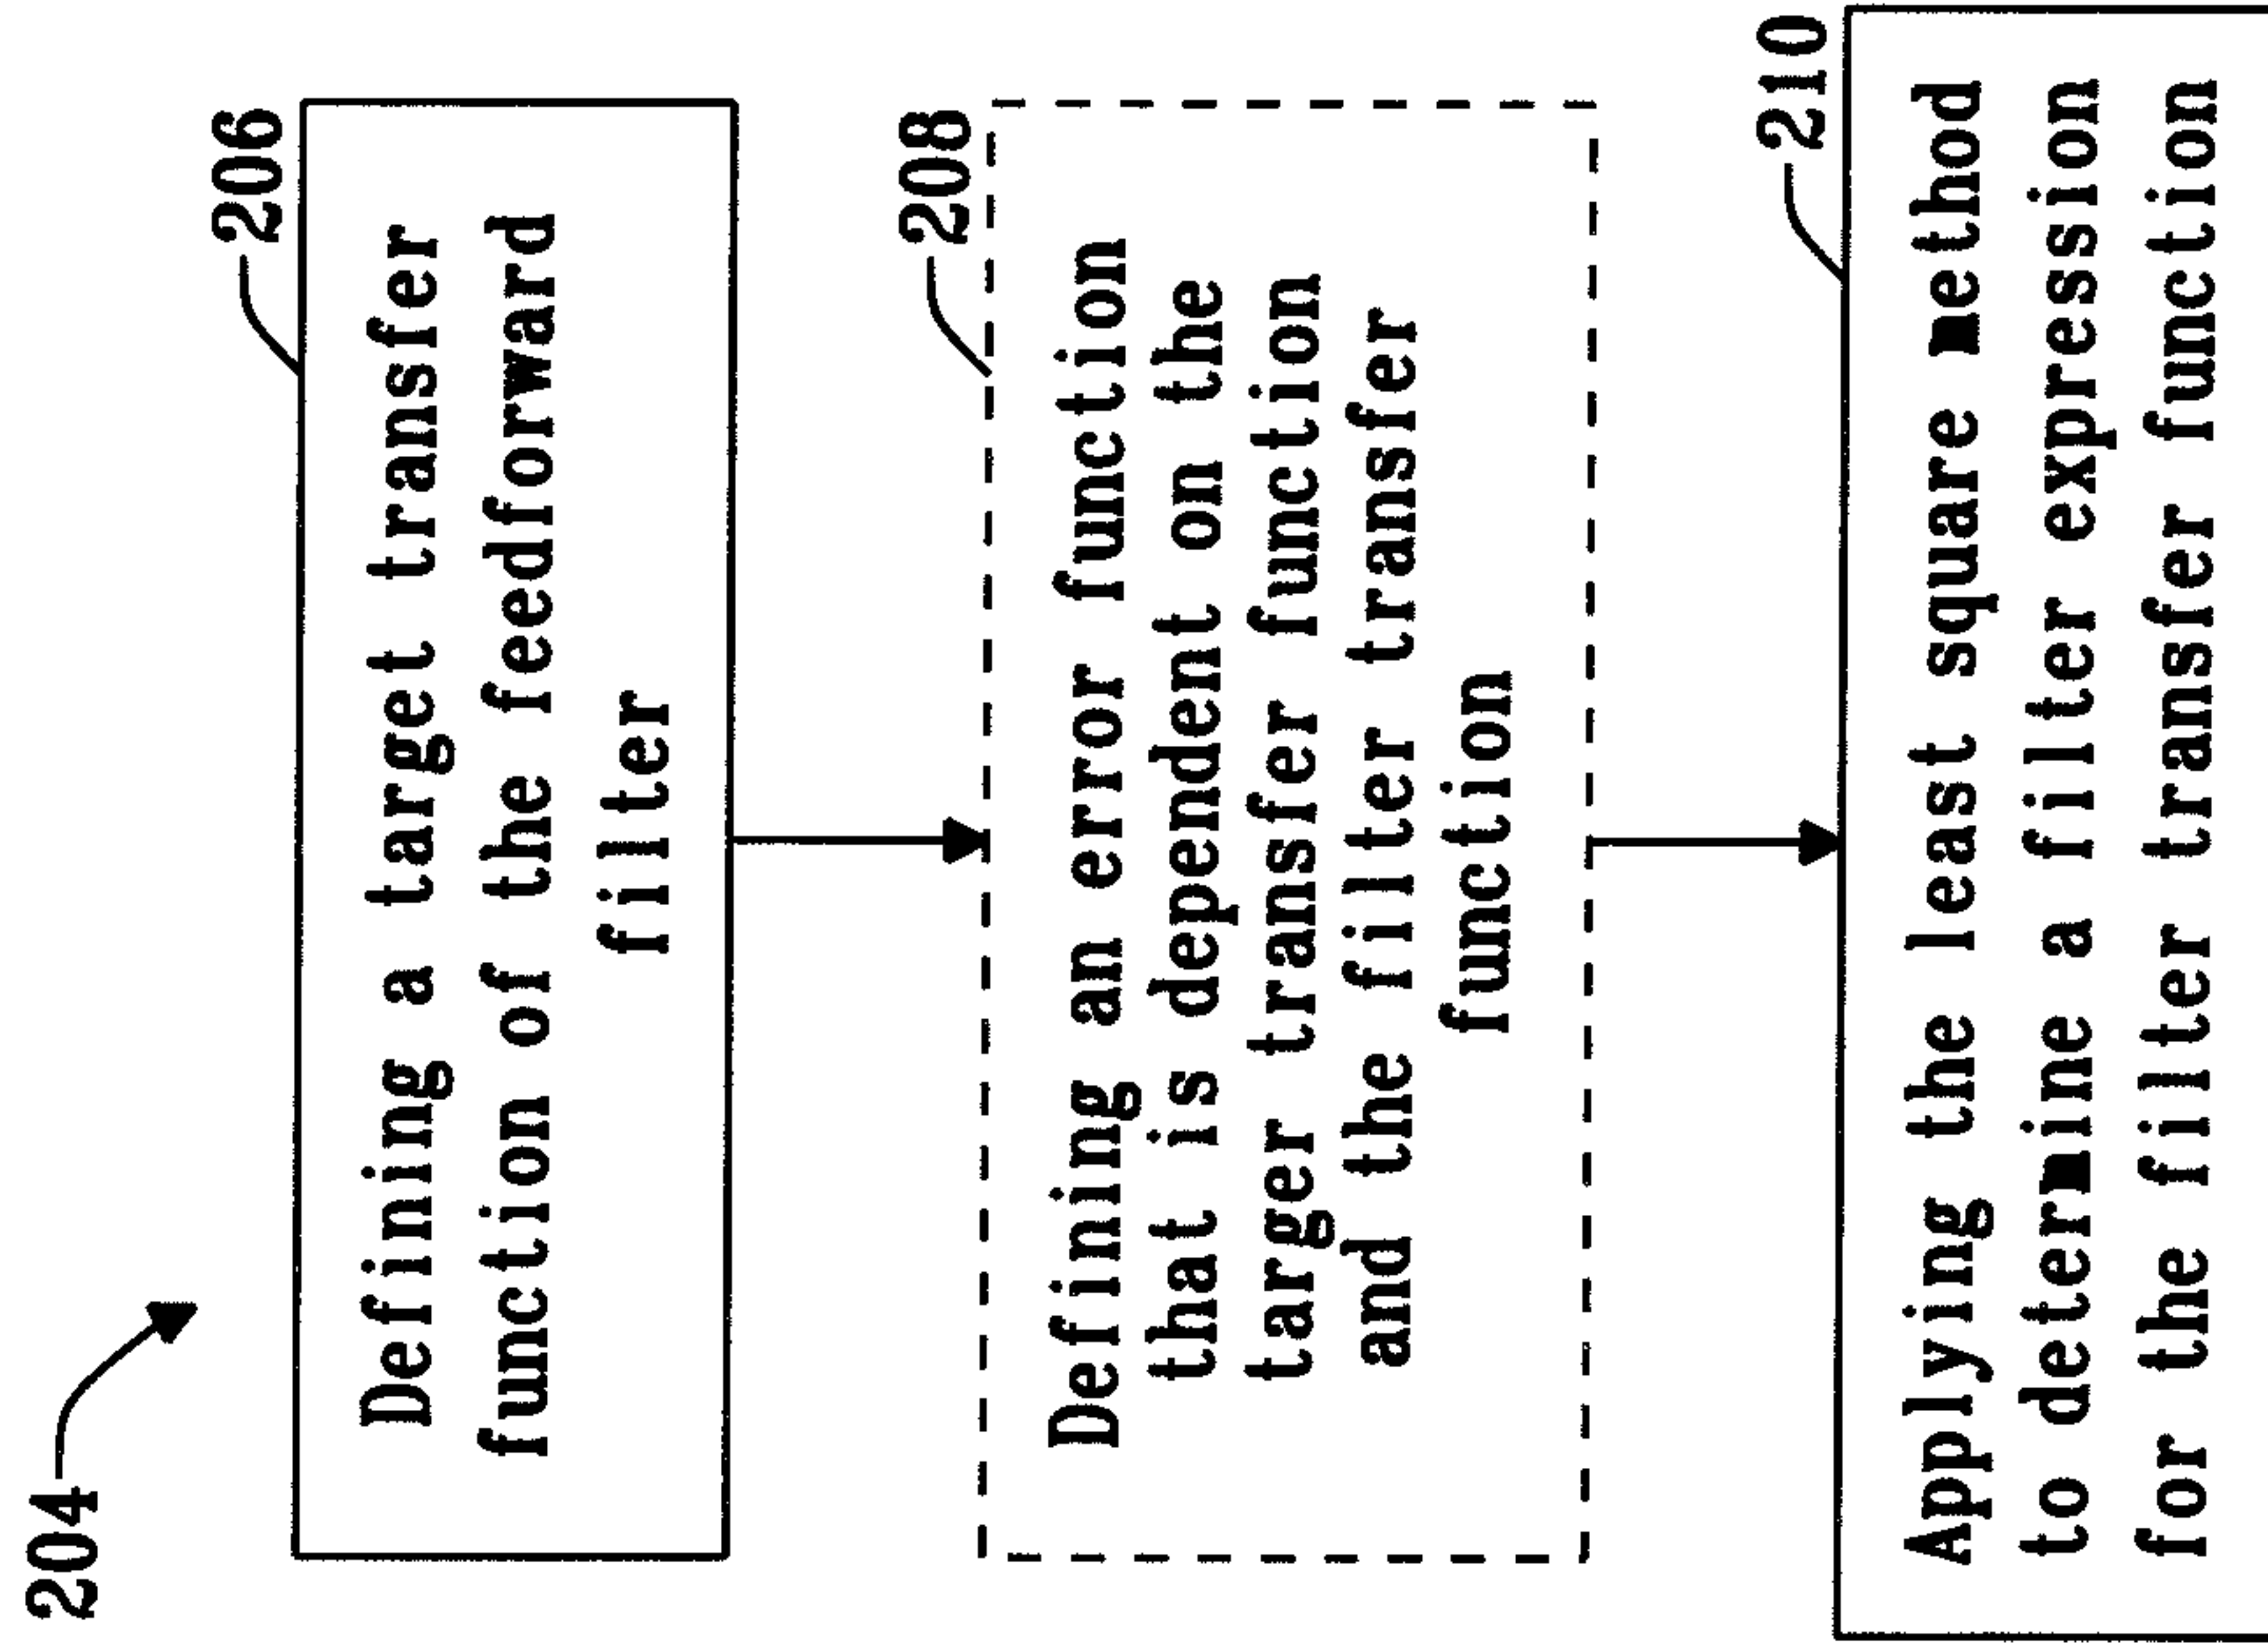 204
206
Defining a target transfer
function of the feedforward
filter
208
Defining an error function
that is dependent on the
targer transfer function
and the filter transfer
function
210
Applying the least square method
to determine a filter expression
for the filter transfer function